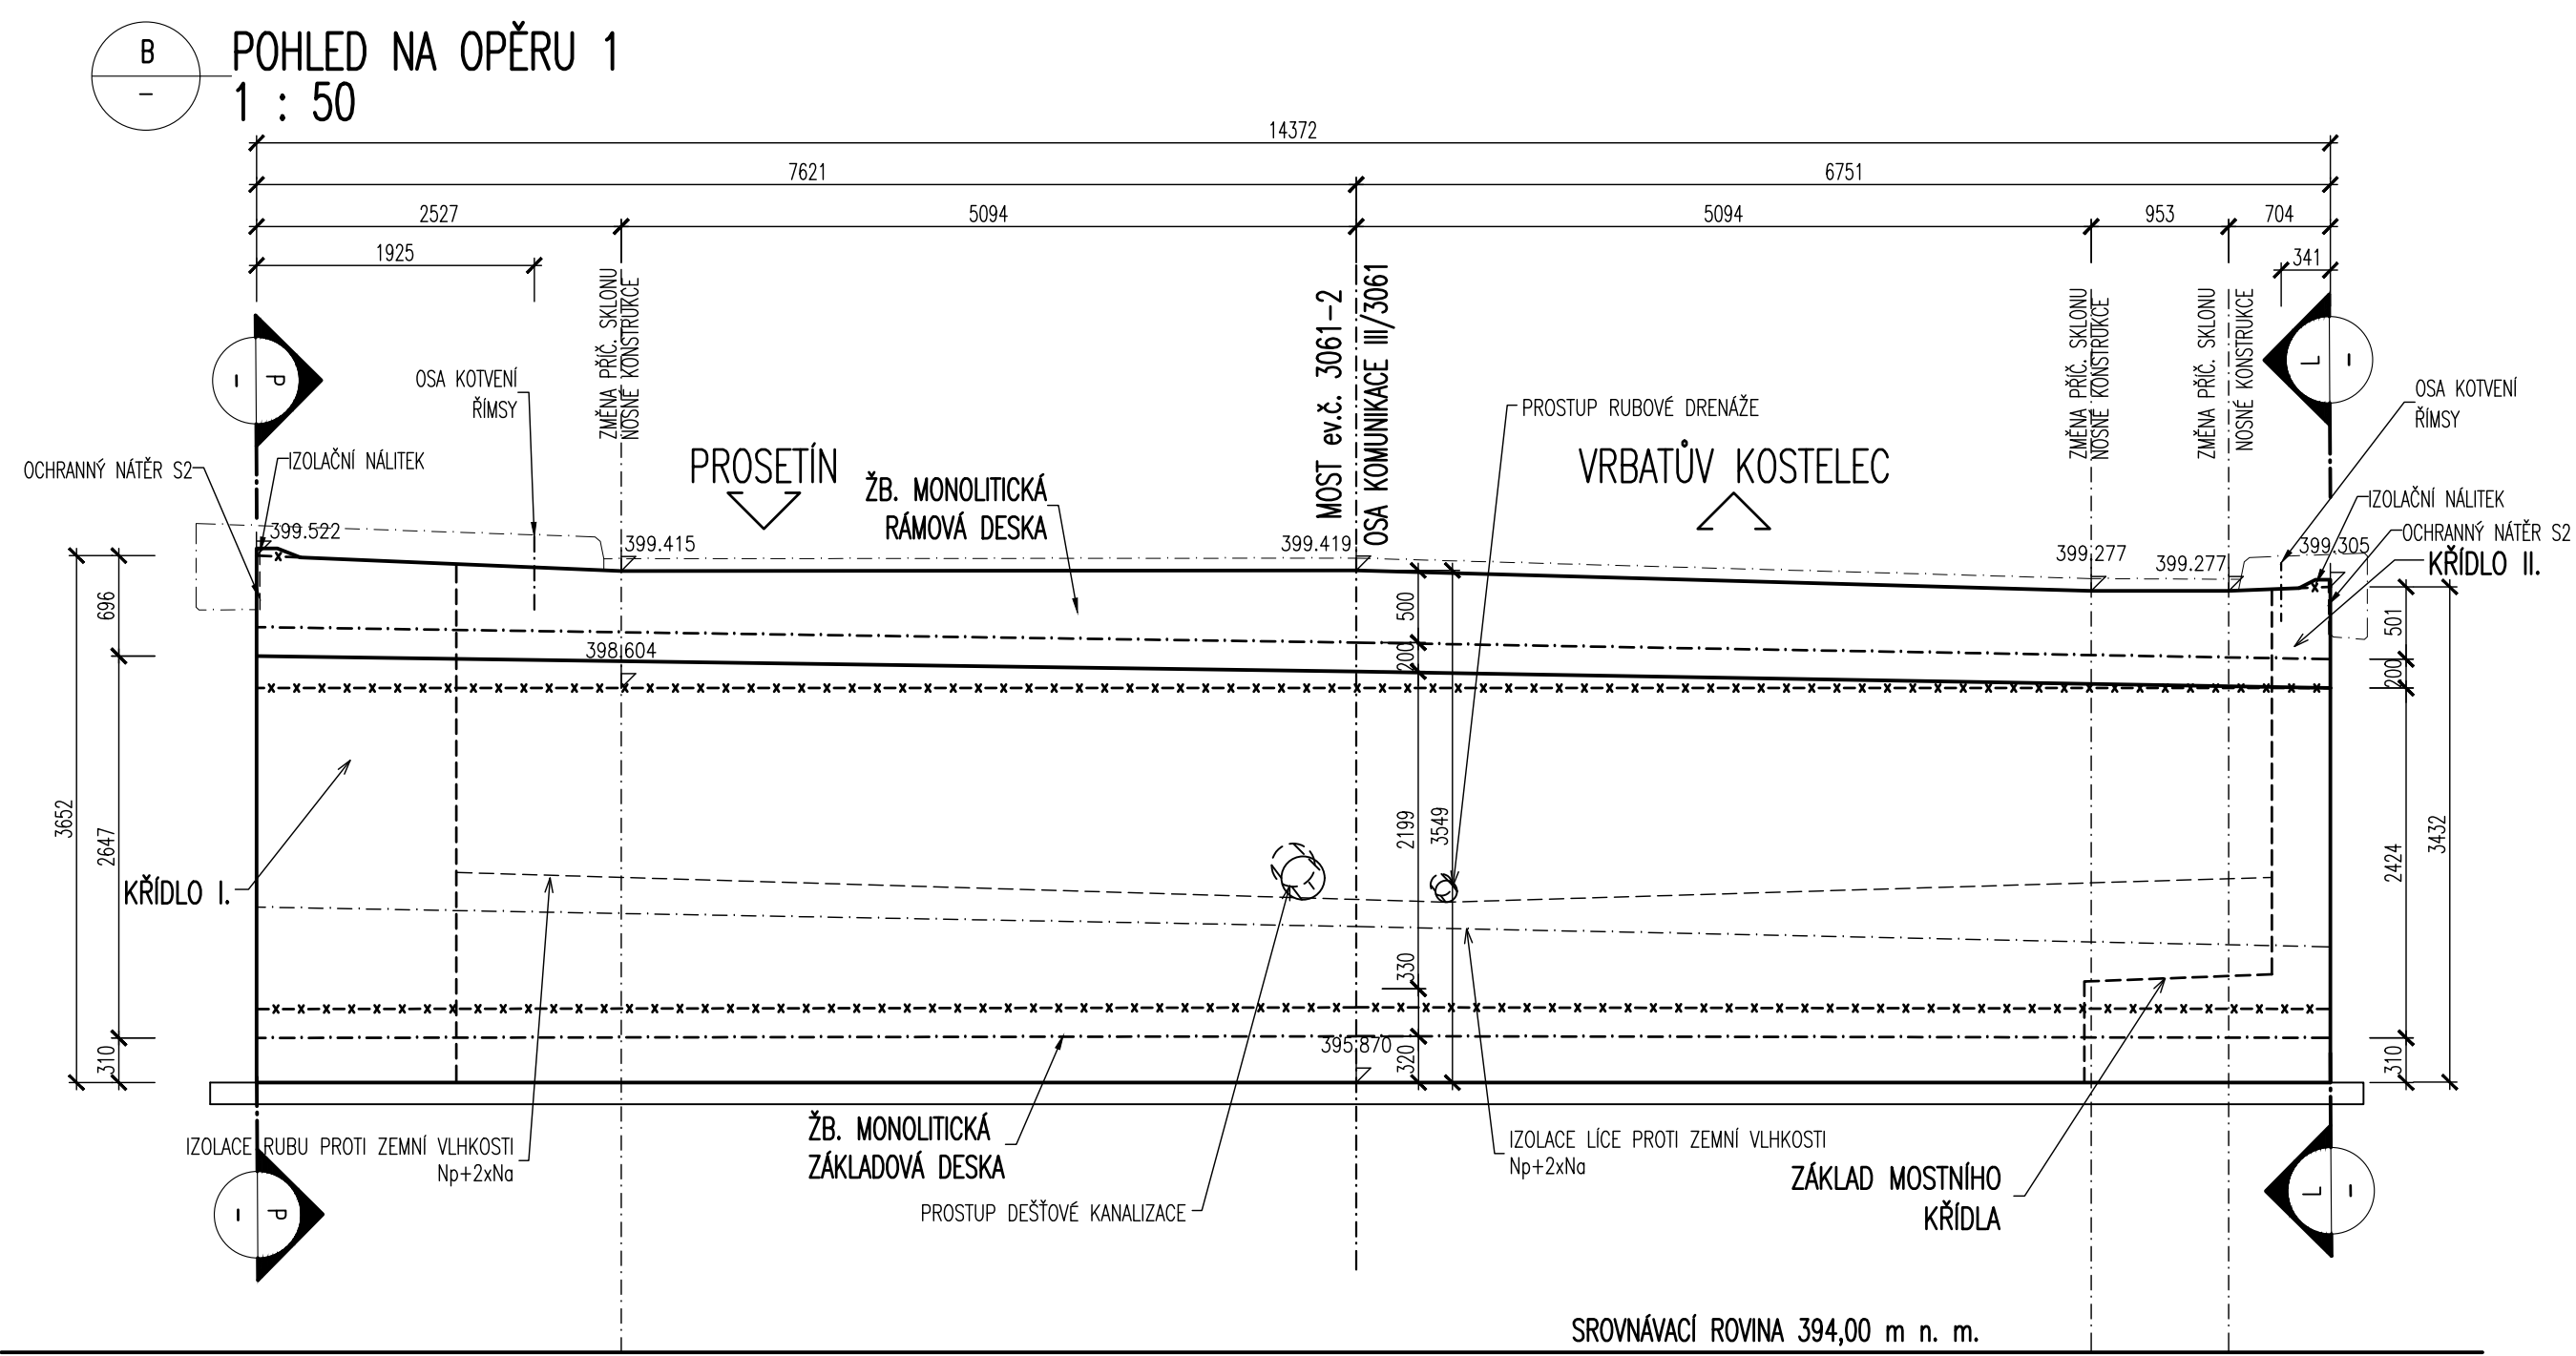 B
–
POHLED NA OPĚRU 1
1 : 50
14372
7621
6751
2527
5094
5094
953
704
1925
341
ZMĚNA PŘÍČ. SKLONU
NOSNÉ KONSTRUKCE
MOST ev.č. 3061-2
OSA KOMUNIKACE III/3061
ZMĚNA PŘÍČ. SKLONU
NOSNÉ KONSTRUKCE
ZMĚNA PŘÍČ. SKLONU
NOSNÉ KONSTRUKCE
–
P
L
–
OSA KOTVENÍ
ŘÍMSY
OSA KOTVENÍ
ŘÍMSY
PROSTUP RUBOVÉ DRENÁŽE
OCHRANNÝ NÁTĚR S2
IZOLAČNÍ NÁLITEK
PROSETÍN
VRBATŮV KOSTELEC
ŽB. MONOLITICKÁ
RÁMOVÁ DESKA
IZOLAČNÍ NÁLITEK
OCHRANNÝ NÁTĚR S2
KŘÍDLO II.
399.522
399.415
399.419
399.277
399.277
399.305
398.604
696
3652
2647
310
500
200
2199
3549
330
320
501
200
2424
3432
310
KŘÍDLO I.
395.870
IZOLACE RUBU PROTI ZEMNÍ VLHKOSTI
Np+2xNa
ŽB. MONOLITICKÁ
ZÁKLADOVÁ DESKA
PROSTUP DEŠŤOVÉ KANALIZACE
IZOLACE LÍCE PROTI ZEMNÍ VLHKOSTI
Np+2xNa
ZÁKLAD MOSTNÍHO
KŘÍDLA
–
P
L
–
SROVNÁVACÍ ROVINA 394,00 m n. m.